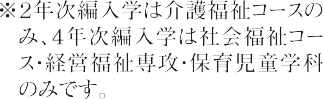 ※2年次編入学は介護福祉コースの
み、4年次編入学は社会福祉コー
ス・経営福祉専攻・保育児童学科
のみです。